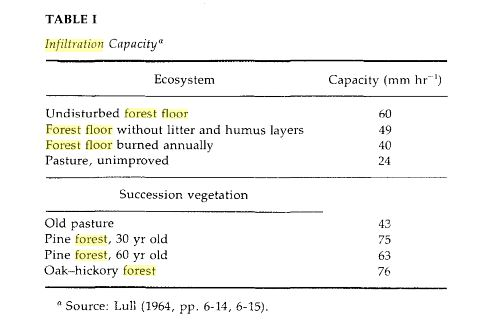 TABLE I
Infiltration Capacityᵃ
Ecosystem Capacity (mm hr⁻¹)
Undisturbed forest floor 60
Forest floor without litter and humus layers 49
Forest floor burned annually 40
Pasture, unimproved 24
Succession vegetation
Old pasture 43
Pine forest, 30 yr old 75
Pine forest, 60 yr old 63
Oak–hickory forest 76
ᵃ Source: Lull (1964, pp. 6-14, 6-15).